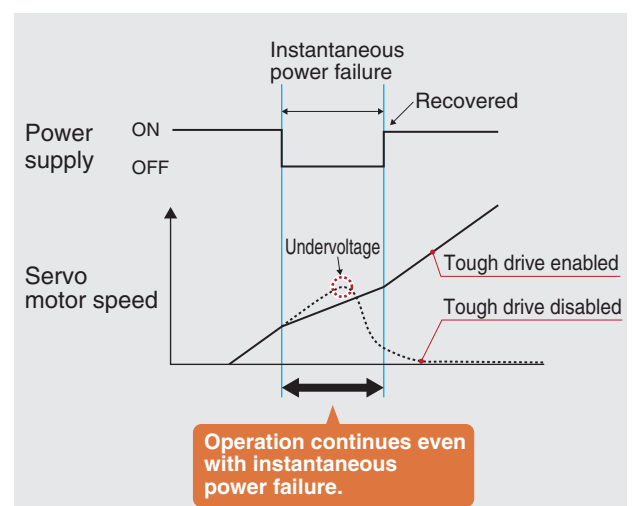 Instantaneous
power failure
Recovered
Power
supply
ON
OFF
Undervoltage
Servo
motor speed
Tough drive enabled
Tough drive disabled
Operation continues even
with instantaneous
power failure.